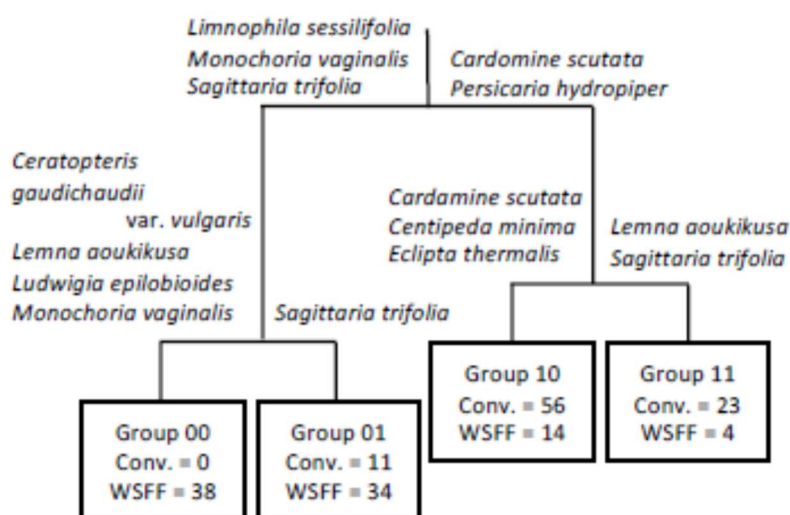 Limnophila sessilifolia
Monochoria vaginalis
Sagittaria trifolia
Cardomine scutata
Persicaria hydropiper
Ceratopteris
gaudichaudii
var. vulgaris
Lemna aoukikusa
Ludwigia epilobioides
Monochoria vaginalis
Sagittaria trifolia
Cardamine scutata
Centipeda minima
Eclipta thermalis
Lemna aoukikusa
Sagittaria trifolia
Group 00
Conv. = 0
WSFF = 38
Group 01
Conv. = 11
WSFF = 34
Group 10
Conv. = 56
WSFF = 14
Group 11
Conv. = 23
WSFF = 4